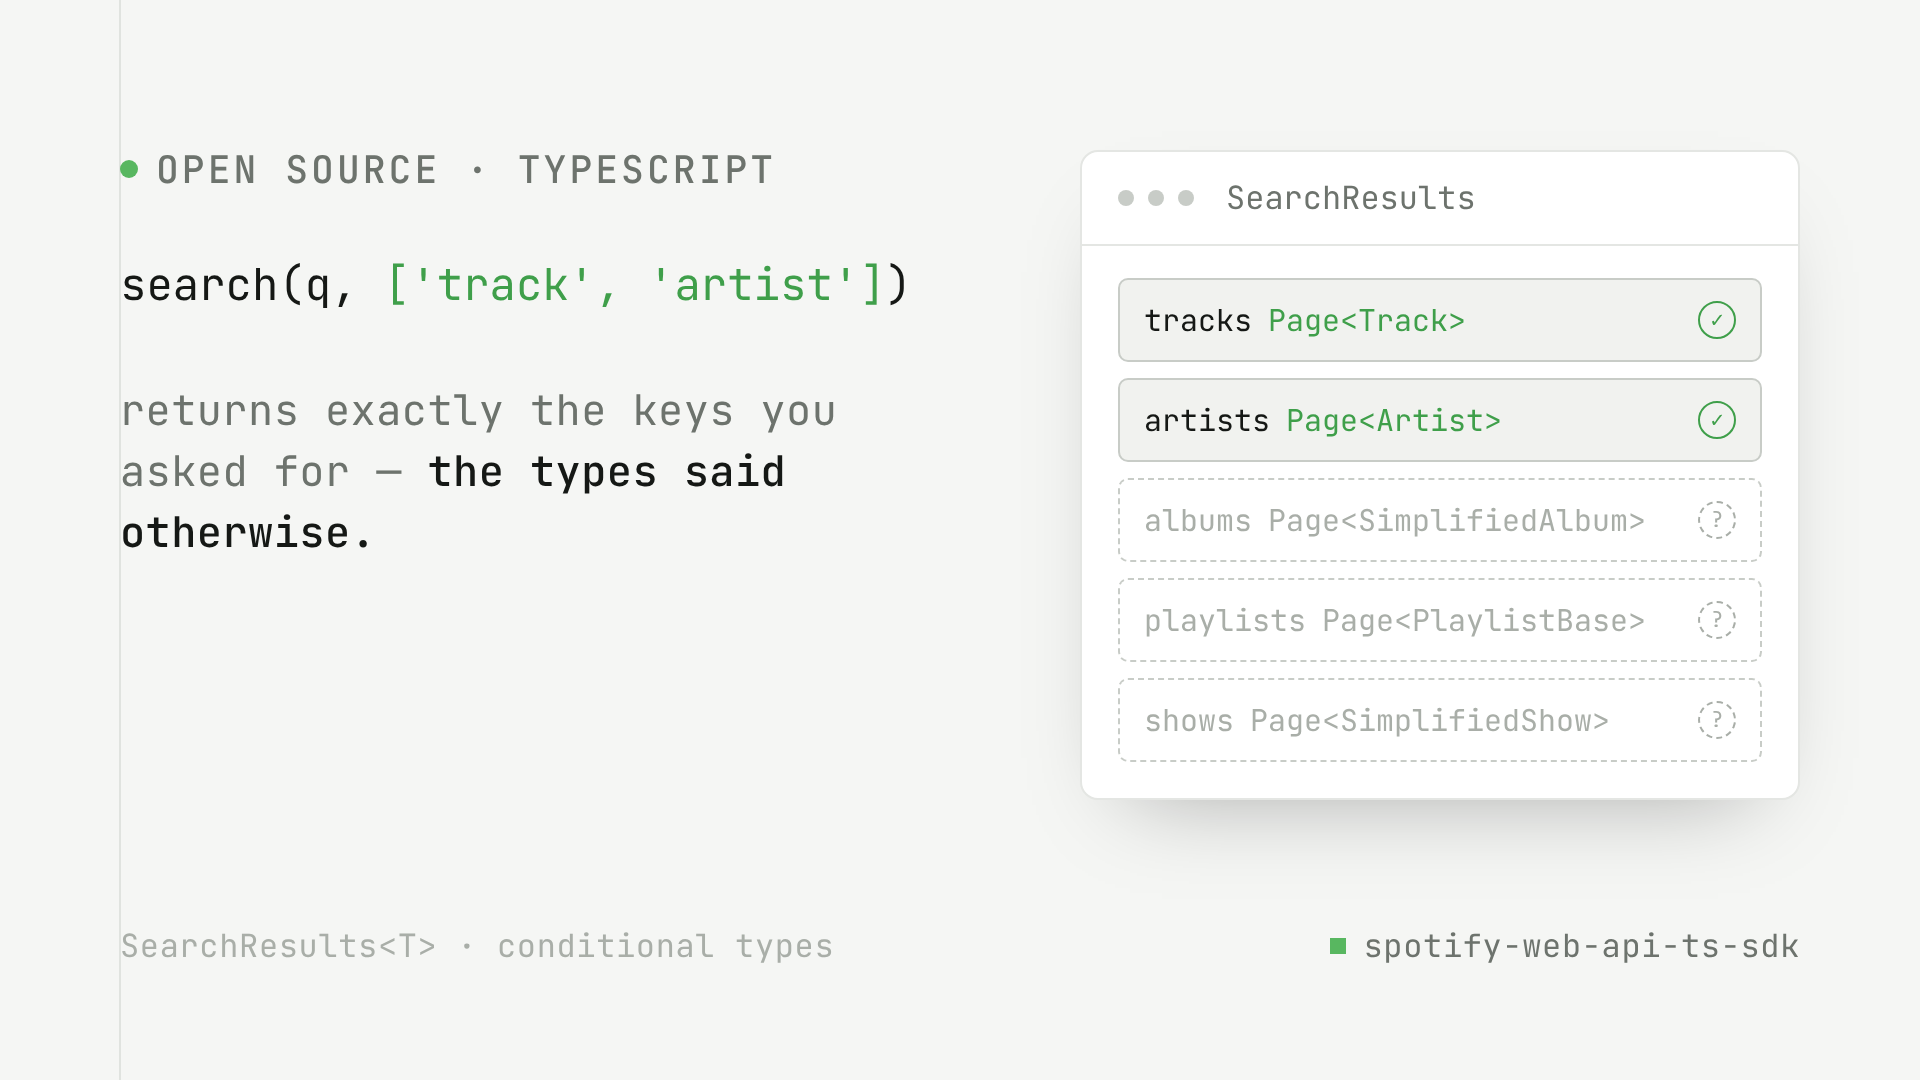 OPEN SOURCE · TYPESCRIPT
search(q, ['track', 'artist'])
returns exactly the keys you
asked for — the types said
otherwise.
SearchResults
tracks Page<Track> ✓
artists Page<Artist> ✓
albums Page<SimplifiedAlbum> ?
playlists Page<PlaylistBase> ?
shows Page<SimplifiedShow> ?
SearchResults<T> · conditional types
spotify-web-api-ts-sdk